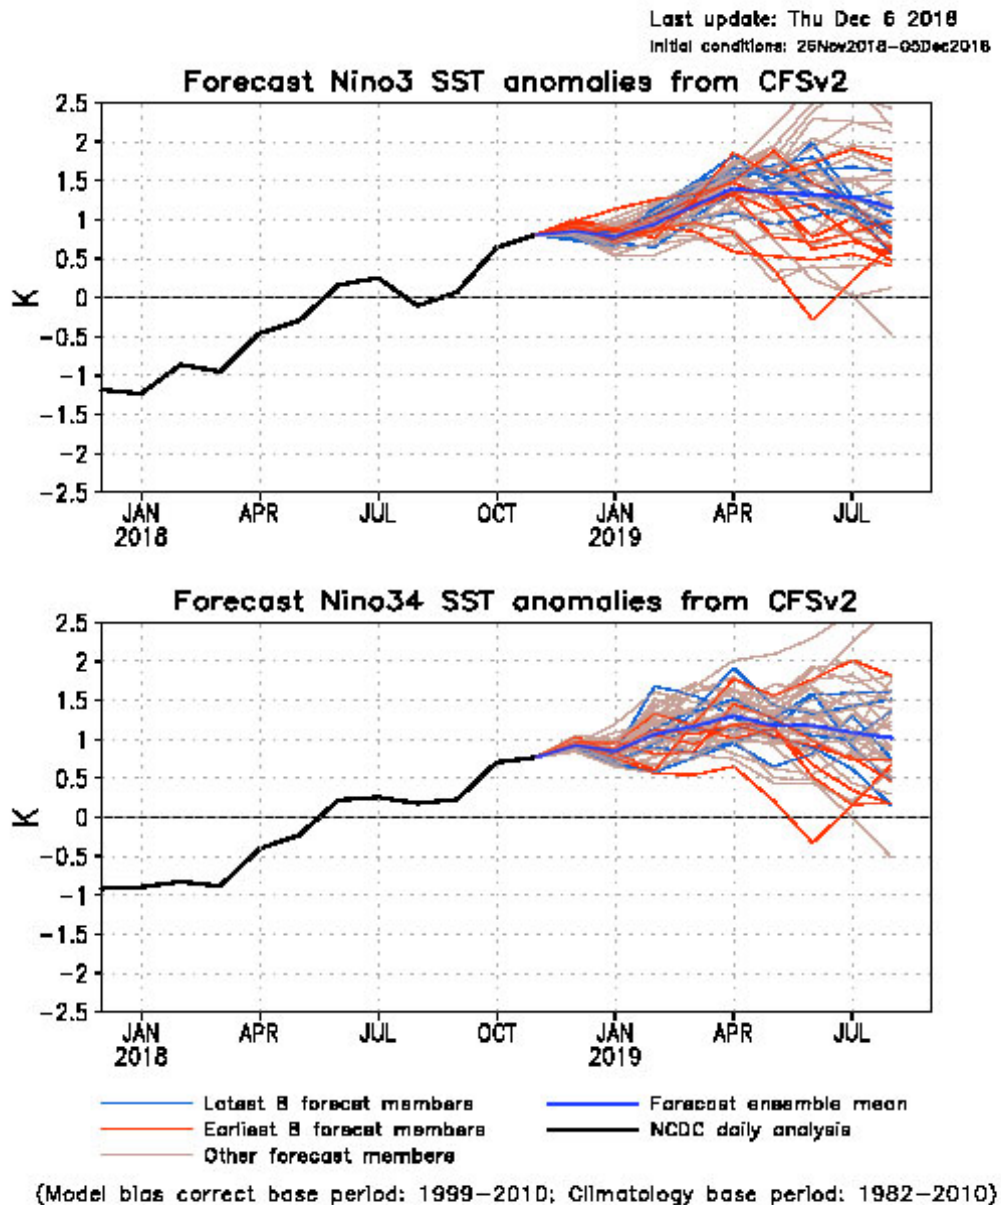 Last update: Thu Dec 6 2018
Initial conditions: 26Nov2018-05Dec2018
Forecast Nino3 SST anomalies from CFSv2
2.5
2
1.5
1
0.5
0
-0.5
-1
-1.5
-2
-2.5
K
JAN APR JUL OCT JAN APR JUL
2018 2019
Forecast Nino34 SST anomalies from CFSv2
2.5
2
1.5
1
0.5
0
-0.5
-1
-1.5
-2
-2.5
K
JAN APR JUL OCT JAN APR JUL
2018 2019
Latest 8 forecast members Forecast ensemble mean
Earliest 8 forecast members NCDC daily analysis
Other forecast members
(Model bias correct base period: 1999-2010; Climatology base period: 1982-2010)